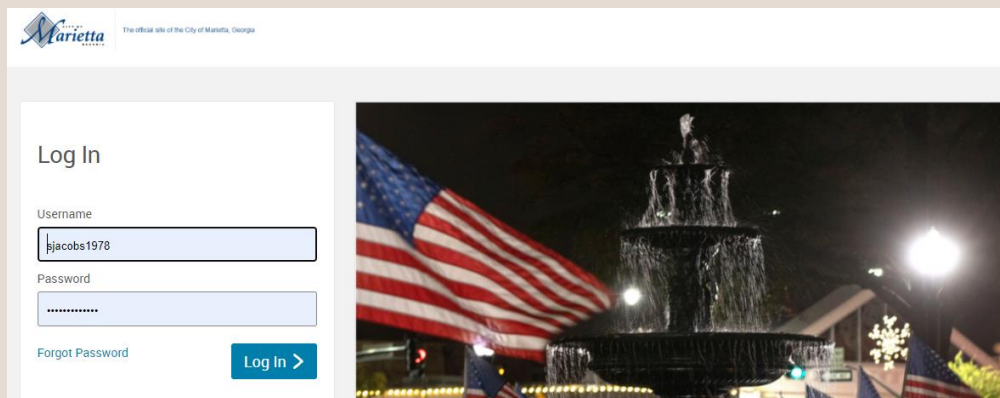 Marietta
GEORGIA
The official site of the City of Marietta, Georgia
Log In
Username
sjacobs1978
Password
•••••••••••••
Forgot Password
Log In